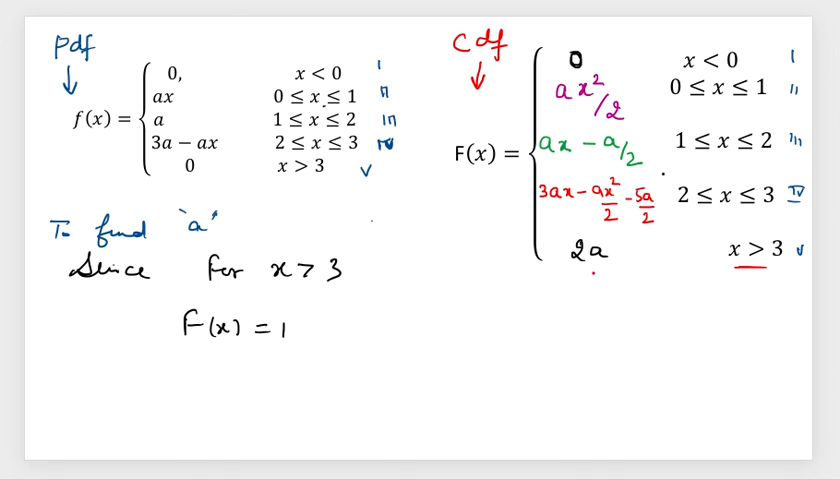 Pdf
↓
f(x) = { 0, x < 0 I
ax 0 ≤ x ≤ 1 II
a 1 ≤ x ≤ 2 III
3a − ax 2 ≤ x ≤ 3 IV
0 x > 3 V
To find 'a'
Since for x > 3
F(x) = 1
Cdf
↓
F(x) = { 0 x < 0 I
ax²/2 0 ≤ x ≤ 1 II
ax − a/2 1 ≤ x ≤ 2 III
3ax − ax²/2 − 5a/2 2 ≤ x ≤ 3 IV
2a x > 3 V